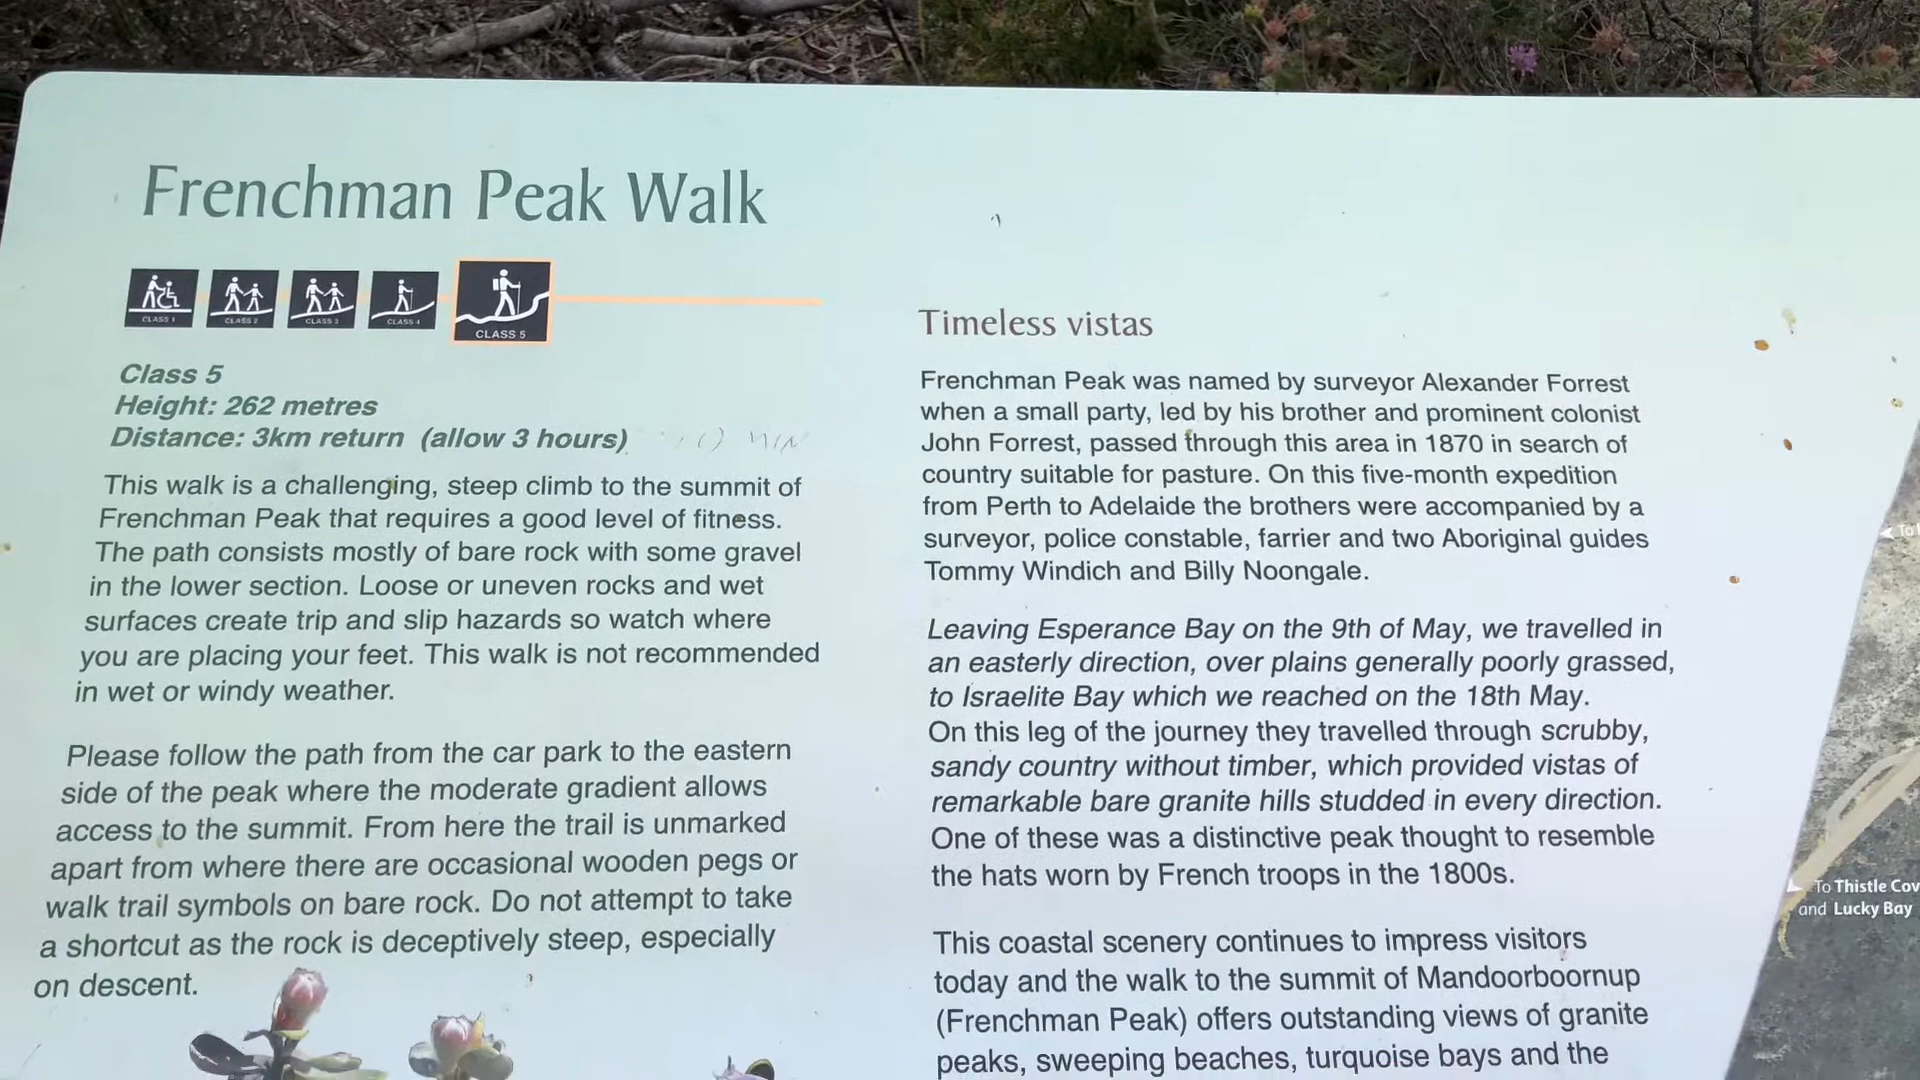 Frenchman Peak Walk
CLASS 1 CLASS 2 CLASS 3 CLASS 4 CLASS 5
Class 5
Height: 262 metres
Distance: 3km return (allow 3 hours)
This walk is a challenging, steep climb to the summit of
Frenchman Peak that requires a good level of fitness.
The path consists mostly of bare rock with some gravel
in the lower section. Loose or uneven rocks and wet
surfaces create trip and slip hazards so watch where
you are placing your feet. This walk is not recommended
in wet or windy weather.
Please follow the path from the car park to the eastern
side of the peak where the moderate gradient allows
access to the summit. From here the trail is unmarked
apart from where there are occasional wooden pegs or
walk trail symbols on bare rock. Do not attempt to take
a shortcut as the rock is deceptively steep, especially
on descent.
Timeless vistas
Frenchman Peak was named by surveyor Alexander Forrest
when a small party, led by his brother and prominent colonist
John Forrest, passed through this area in 1870 in search of
country suitable for pasture. On this five-month expedition
from Perth to Adelaide the brothers were accompanied by a
surveyor, police constable, farrier and two Aboriginal guides
Tommy Windich and Billy Noongale.
Leaving Esperance Bay on the 9th of May, we travelled in
an easterly direction, over plains generally poorly grassed,
to Israelite Bay which we reached on the 18th May.
On this leg of the journey they travelled through scrubby,
sandy country without timber, which provided vistas of
remarkable bare granite hills studded in every direction.
One of these was a distinctive peak thought to resemble
the hats worn by French troops in the 1800s.
This coastal scenery continues to impress visitors
today and the walk to the summit of Mandoorboornup
(Frenchman Peak) offers outstanding views of granite
peaks, sweeping beaches, turquoise bays and the
To
To Thistle Cov
and Lucky Bay